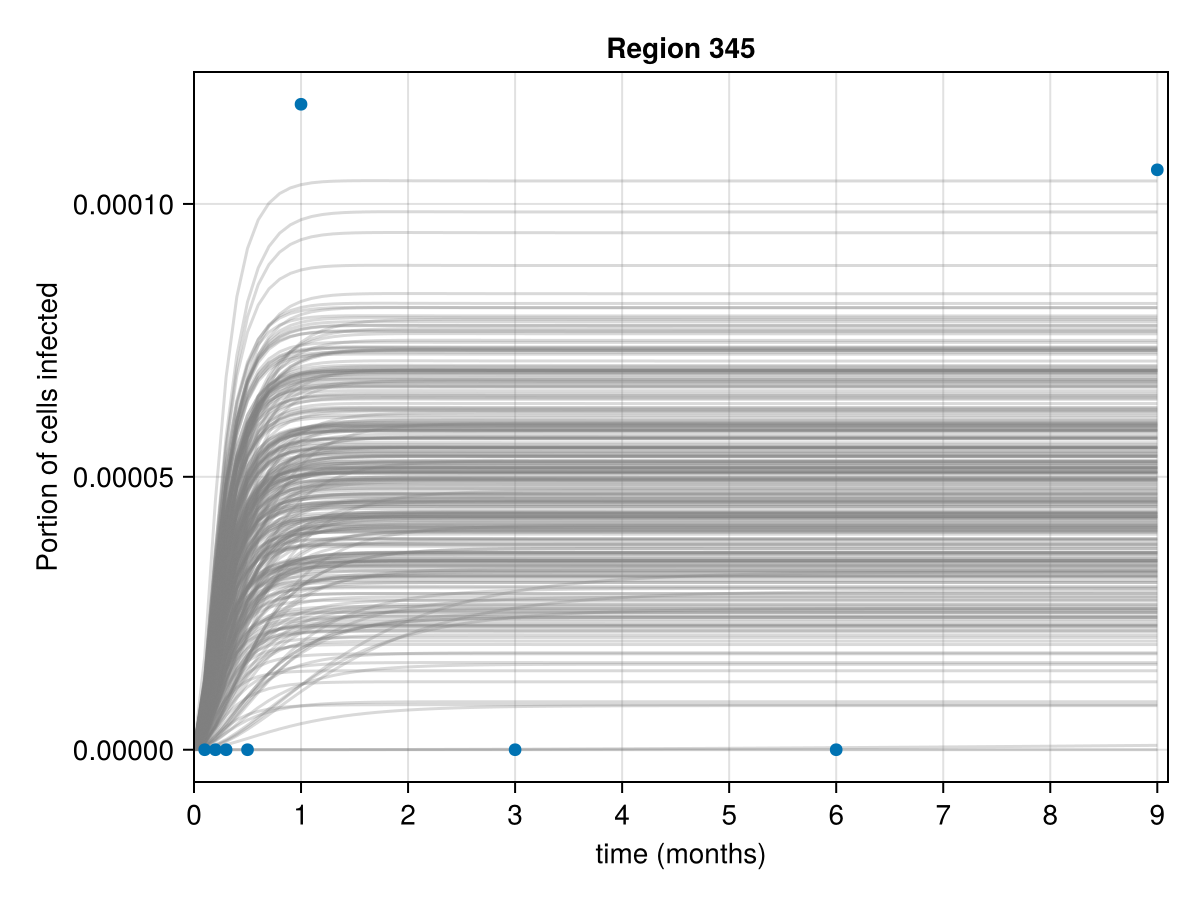 Region 345
Portion of cells infected
0.00010
0.00005
0.00000
0 1 2 3 4 5 6 7 8 9
time (months)